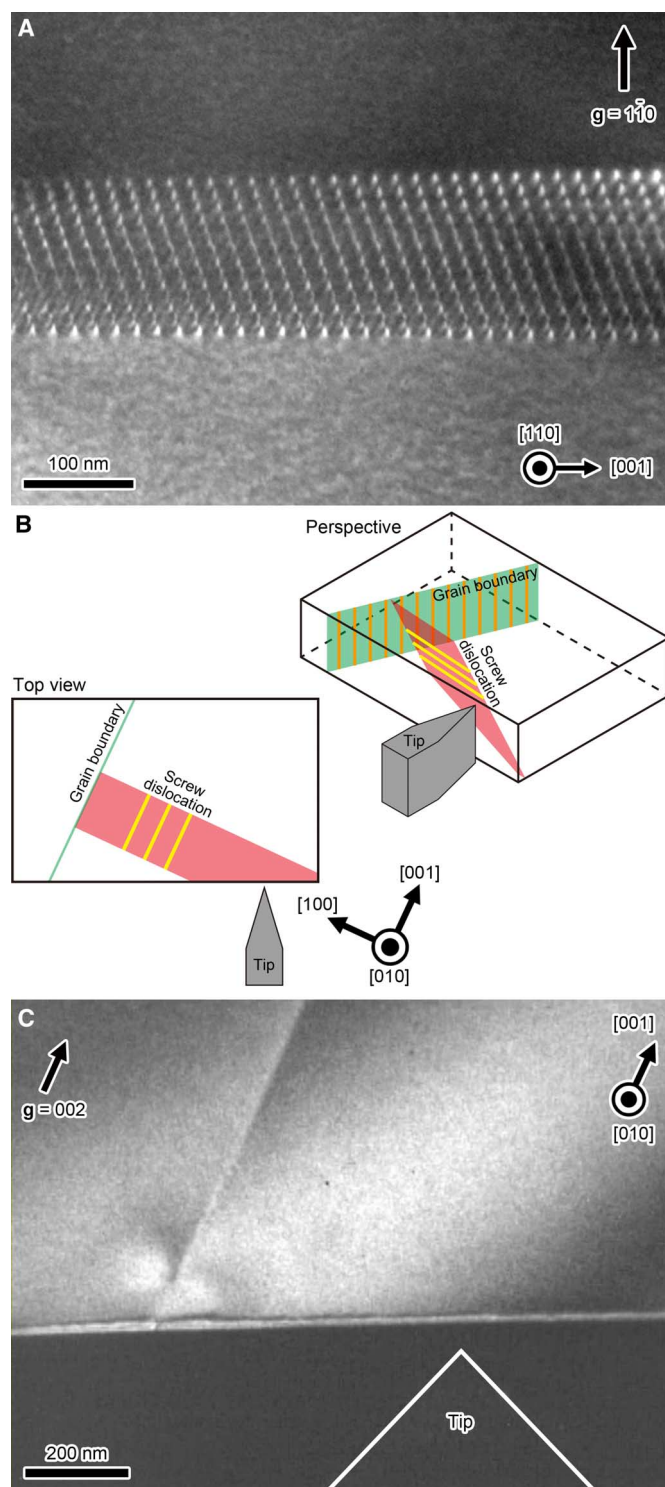 A
g = 11̄0
[110]
[001]
100 nm
B
Perspective
Grain boundary
Screw
dislocation
Tip
Top view
Grain boundary
Screw
dislocation
Tip
[001]
[100]
[010]
C
g = 002
[001]
[010]
Tip
200 nm